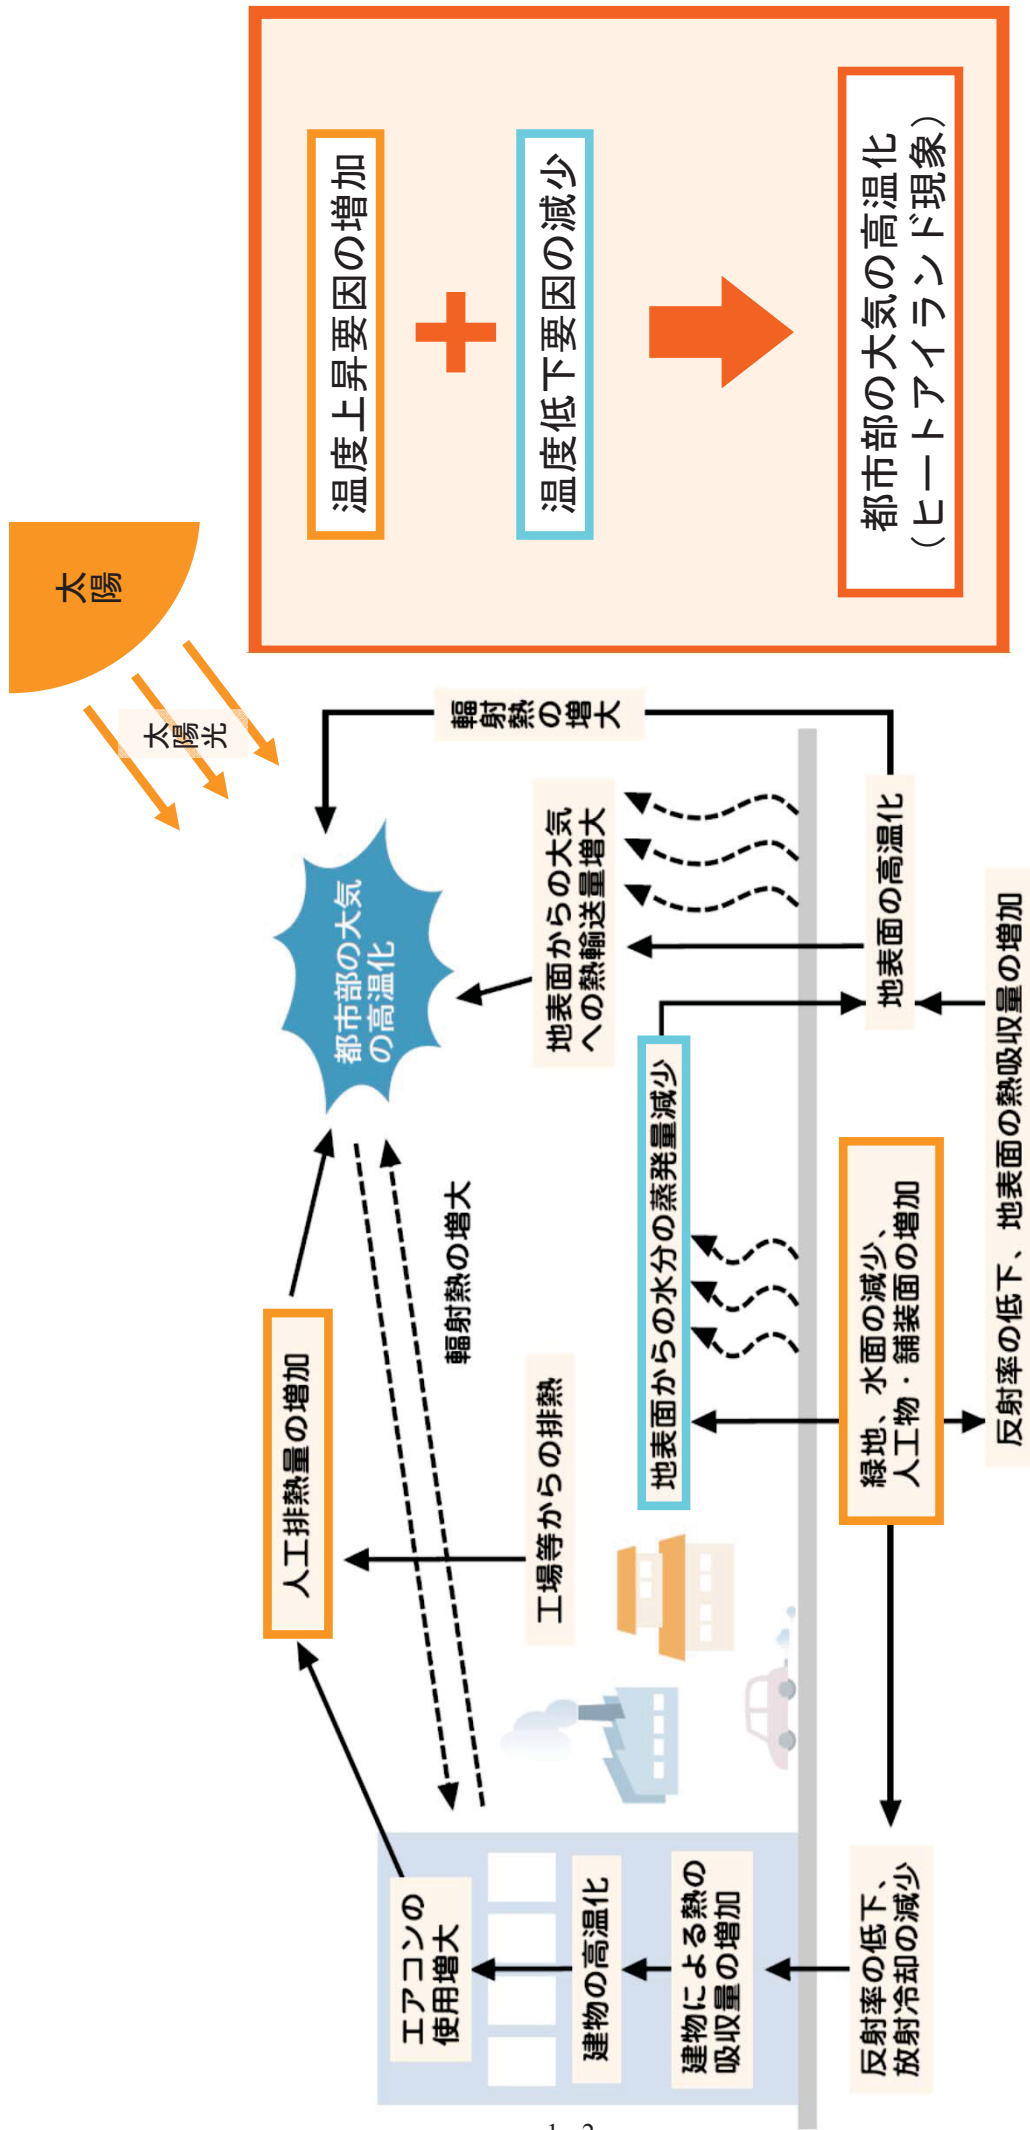 太
陽
太
陽
光
温度上昇要因の増加
温度低下要因の減少
都市部の大気の高温化
（ヒートアイランド現象）
都市部の大気
の高温化
人工排熱量の増加
輻射熱の増大
工場等からの排熱
エアコンの
使用増大
建物の高温化
建物による熱の
吸収量の増加
反射率の低下、
放射冷却の減少
地表面からの水分の蒸発量減少
緑地、水面の減少、
人工物・舗装面の増加
反射率の低下、地表面の熱吸収量の増加
地表面の高温化
地表面からの大気
への熱輸送量増大
輻
射
熱
の
増
大
1 - 2